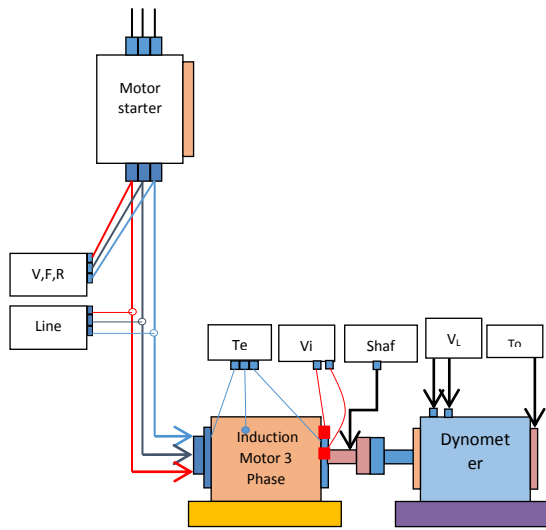 Motor
starter
V,F,R
Line
Te
Vi
Shaf
VL
To
Induction
Motor 3
Phase
Dynomet
er